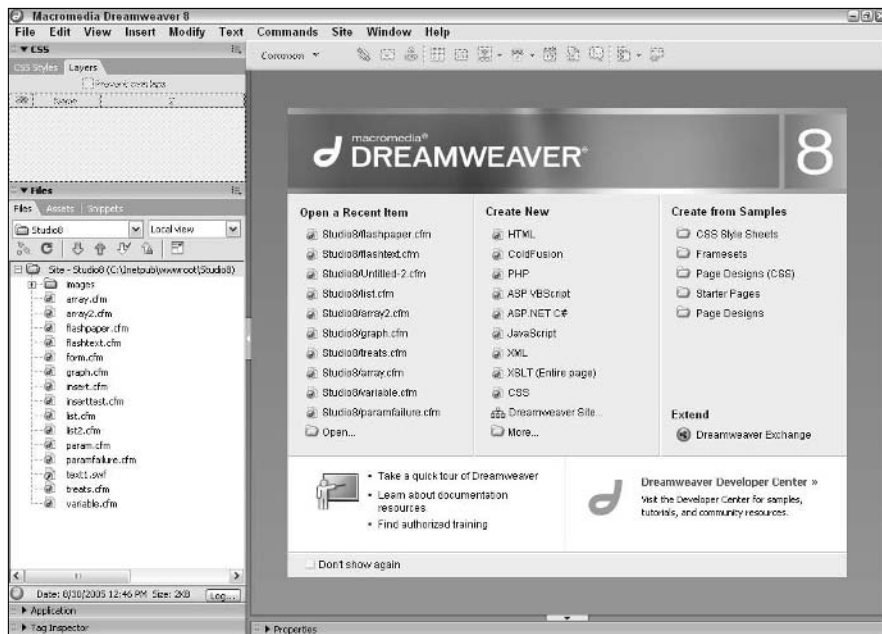 Macromedia Dreamweaver 8
File Edit View Insert Modify Text Commands Site Window Help
CSS
CSS Styles Layers
Prevent overlaps
Name Z
Files
Files Assets Snippets
Studio8 Local view
Site - Studio8 (C:\Inetpub\wwwroot\Studio8)
images
array.cfm
array2.cfm
flashpaper.cfm
flashtext.cfm
form.cfm
graph.cfm
insert.cfm
inserttest.cfm
list.cfm
list2.cfm
param.cfm
paramfailure.cfm
text1.swf
treats.cfm
variable.cfm
Date: 8/30/2005 12:46 PM Size: 2KB Log...
Application
Tag Inspector
Common
macromedia®
DREAMWEAVER®
8
Open a Recent Item
Studio8/flashpaper.cfm
Studio8/flashtext.cfm
Studio8/Untitled-2.cfm
Studio8/list.cfm
Studio8/array2.cfm
Studio8/graph.cfm
Studio8/treats.cfm
Studio8/array.cfm
Studio8/variable.cfm
Studio8/paramfailure.cfm
Open...
Create New
HTML
ColdFusion
PHP
ASP VBScript
ASP.NET C#
JavaScript
XML
XSLT (Entire page)
CSS
Dreamweaver Site...
More...
Create from Samples
CSS Style Sheets
Framesets
Page Designs (CSS)
Starter Pages
Page Designs
Extend
Dreamweaver Exchange
• Take a quick tour of Dreamweaver
• Learn about documentation
resources
• Find authorized training
Dreamweaver Developer Center »
Visit the Developer Center for samples,
tutorials, and community resources.
Don't show again
Properties